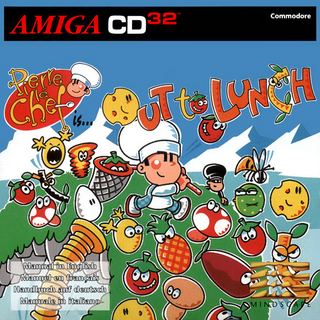 AMIGA CD32
Commodore
Pierre le Chef
is...
OUT to LUNCH
Manual in English
Manuel en français
Handbuch auf deutsch
Manuale in italiano
MINDSCAPE